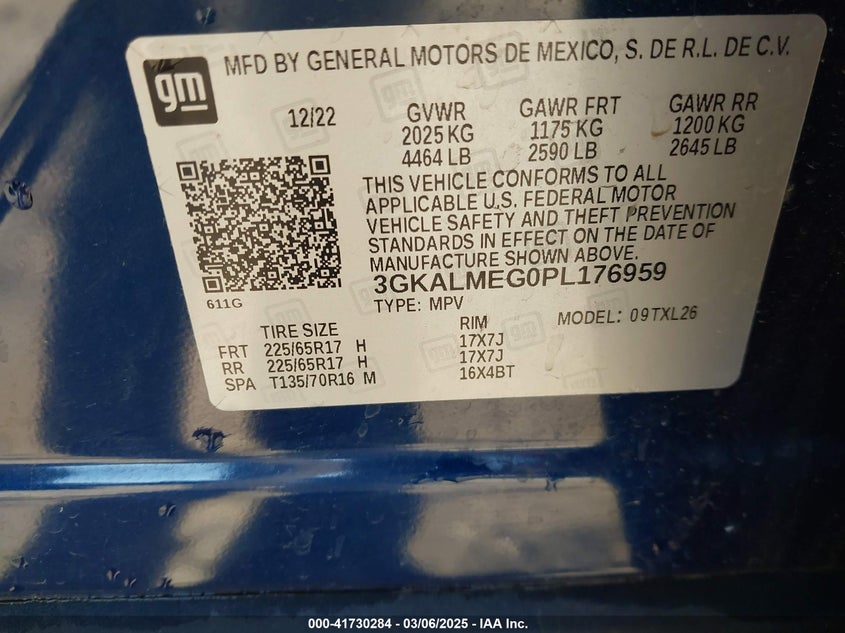 gm
MFD BY GENERAL MOTORS DE MEXICO, S. DE R.L. DE C.V.
12/22
GVWR GAWR FRT GAWR RR
2025 KG 1175 KG 1200 KG
4464 LB 2590 LB 2645 LB
THIS VEHICLE CONFORMS TO ALL
APPLICABLE U.S. FEDERAL MOTOR
VEHICLE SAFETY AND THEFT PREVENTION
STANDARDS IN EFFECT ON THE DATE OF
MANUFACTURE SHOWN ABOVE.
3GKALMEG0PL176959
611G
TYPE: MPV MODEL: 09TXL26
TIRE SIZE RIM
FRT 225/65R17 H 17X7J
RR 225/65R17 H 17X7J
SPA T135/70R16 M 16X4BT
000-41730284 - 03/06/2025 - IAA Inc.